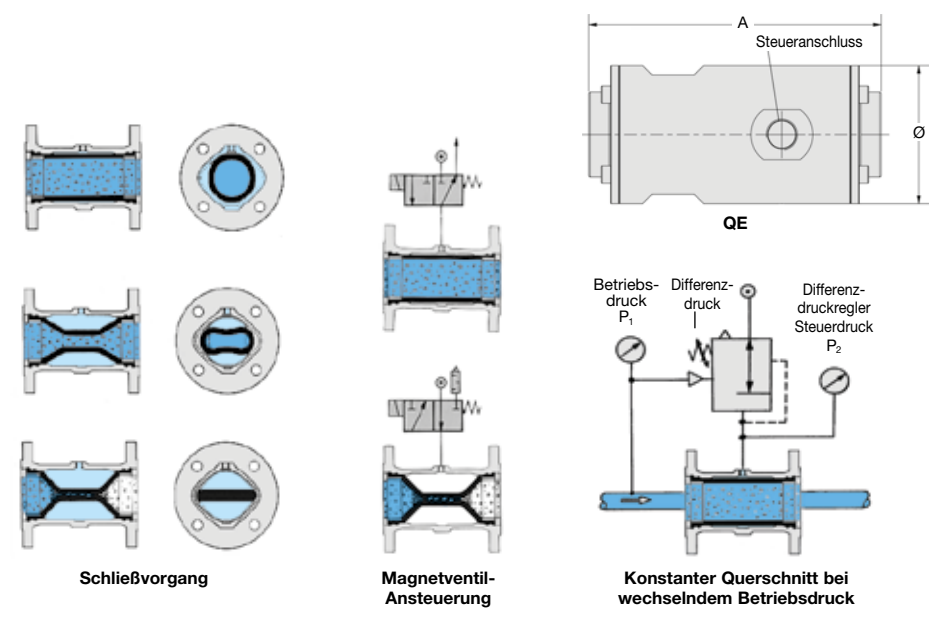 A
Steueranschluss
Ø
QE
Betriebs-
druck
P₁
Differenz-
druck
Differenz-
druckregler
Steuerdruck
P₂
Schließvorgang
Magnetventil-
Ansteuerung
Konstanter Querschnitt bei
wechselndem Betriebsdruck